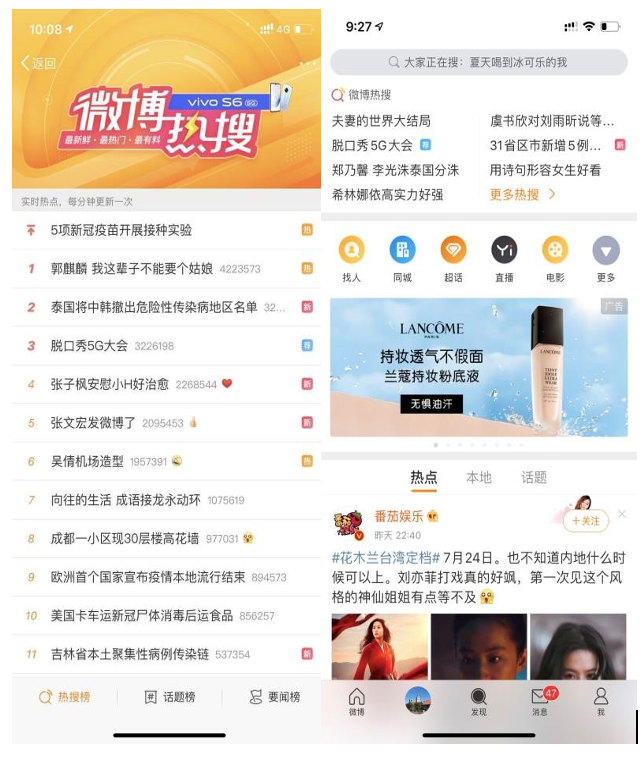 10:08
4G
返回
vivo S6 5G
微博热搜
最新鲜·最热门·最有料
实时热点，每分钟更新一次
5项新冠疫苗开展接种实验 热
1 郭麒麟 我这辈子不能要个姑娘 4223573 热
2 泰国将中韩撤出危险性传染病地区名单 32... 新
3 脱口秀5G大会 3226198 荐
4 张子枫安慰小H好治愈 2268544 新
5 张文宏发微博了 2095453 新
6 吴倩机场造型 1957391 热
7 向往的生活 成语接龙永动环 1075619
8 成都一小区现30层楼高花墙 977031
9 欧洲首个国家宣布疫情本地流行结束 894573
10 美国卡车运新冠尸体消毒后运食品 856257
11 吉林省本土聚集性病例传染链 537354 新
热搜榜 话题榜 要闻榜
9:27
大家正在搜：夏天喝到冰可乐的我
微博热搜
夫妻的世界大结局 虞书欣对刘雨昕说等...
脱口秀5G大会 荐 31省区市新增5例... 新
郑乃馨 李光洙泰国分洙 用诗句形容女生好看
希林娜依高实力好强 更多热搜
找人 同城 超话 直播 电影 更多
广告
LANCÔME
PARIS
持妆透气不假面
兰蔻持妆粉底液
无惧油汗
LANCOME
热点 本地 话题
番茄娱乐
昨天 22:40
+关注
#花木兰台湾定档# 7月24日。也不知道内地什么时
候可以上。刘亦菲打戏真的好飒，第一次见这个风
格的神仙姐姐有点等不及
47
微博 发现 消息 我